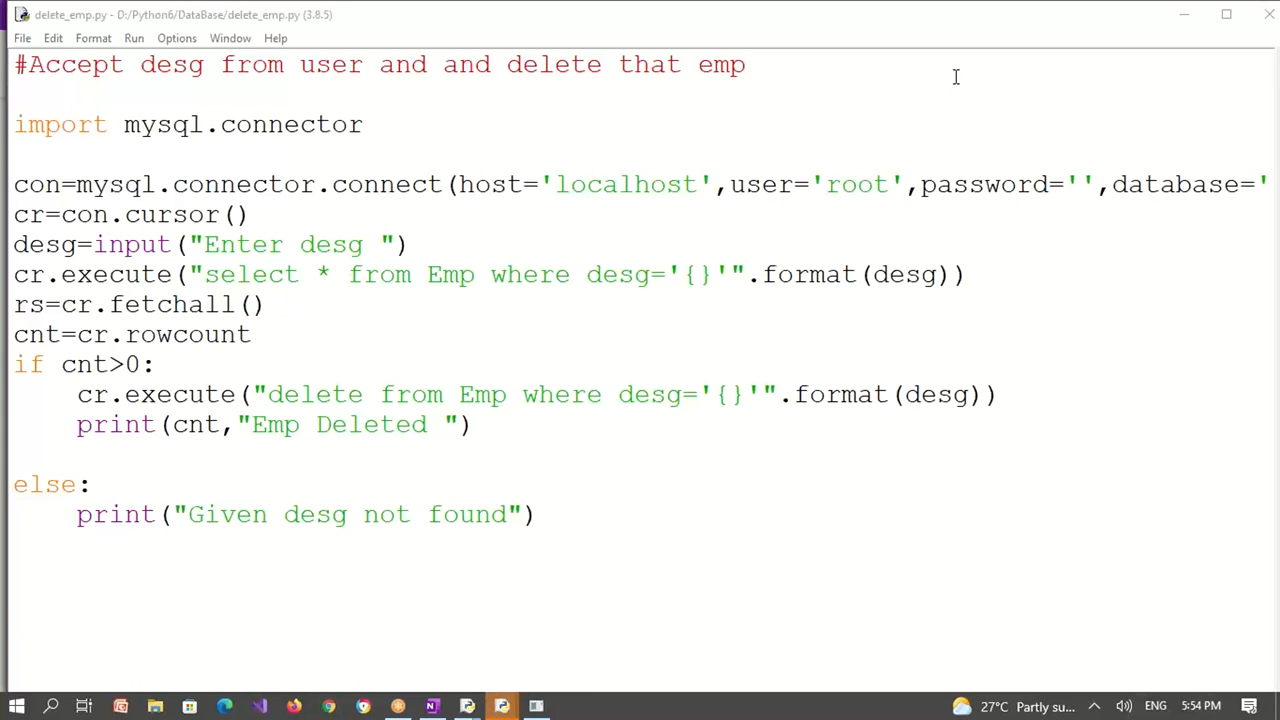 delete_emp.py - D:/Python6/DataBase/delete_emp.py (3.8.5)
File Edit Format Run Options Window Help
#Accept desg from user and and delete that emp
import mysql.connector
con=mysql.connector.connect(host='localhost',user='root',password='',database='
cr=con.cursor()
desg=input("Enter desg ")
cr.execute("select * from Emp where desg='{}'".format(desg))
rs=cr.fetchall()
cnt=cr.rowcount
if cnt>0:
    cr.execute("delete from Emp where desg='{}'".format(desg))
    print(cnt,"Emp Deleted ")
else:
    print("Given desg not found")
27°C Partly su... ENG 5:54 PM